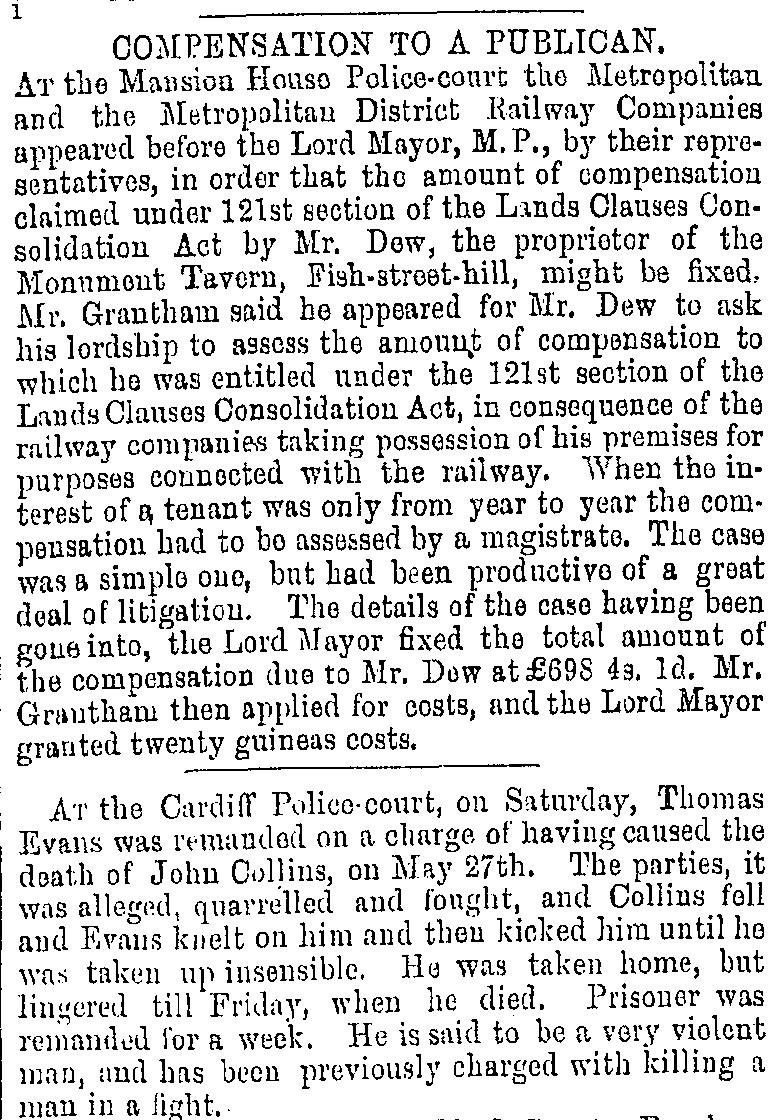 COMPENSATION TO A PUBLICAN.
AT the Mansion House Police-court the Metropolitan
and the Metropolitan District Railway Companies
appeared before the Lord Mayor, M.P., by their repre-
sentatives, in order that the amount of compensation
claimed under 121st section of the Lands Clauses Con-
solidation Act by Mr. Dew, the proprietor of the
Monument Tavern, Fish-street-hill, might be fixed.
Mr. Grantham said he appeared for Mr. Dew to ask
his lordship to assess the amount of compensation to
which he was entitled under the 121st section of the
Lands Clauses Consolidation Act, in consequence of the
railway companies taking possession of his premises for
purposes connected with the railway. When the in-
terest of a tenant was only from year to year the com-
pensation had to be assessed by a magistrate. The case
was a simple one, but had been productive of a great
deal of litigation. The details of the case having been
gone into, the Lord Mayor fixed the total amount of
the compensation due to Mr. Dew at £698 4s. 1d. Mr.
Grantham then applied for costs, and the Lord Mayor
granted twenty guineas costs.
AT the Cardiff Police-court, on Saturday, Thomas
Evans was remanded on a charge of having caused the
death of John Collins, on May 27th. The parties, it
was alleged, quarrelled and fought, and Collins fell
and Evans knelt on him and then kicked him until he
was taken up insensible. He was taken home, but
lingered till Friday, when he died. Prisoner was
remanded for a week. He is said to be a very violent
man, and has been previously charged with killing a
man in a fight.